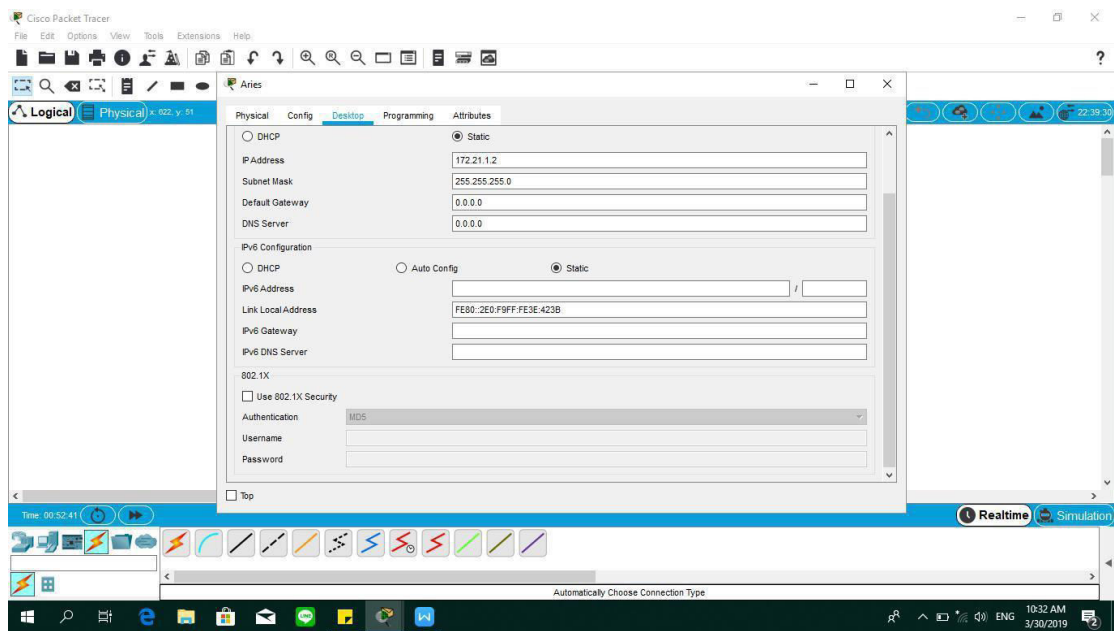 Cisco Packet Tracer
File Edit Options View Tools Extensions Help
?
Aries
Logical Physical x: 622, y: 51 22:39:30
Physical Config Desktop Programming Attributes
DHCP Static
IP Address 172.21.1.2
Subnet Mask 255.255.255.0
Default Gateway 0.0.0.0
DNS Server 0.0.0.0
IPv6 Configuration
DHCP Auto Config Static
IPv6 Address /
Link Local Address FE80::2E0:F9FF:FE3E:423B
IPv6 Gateway
IPv6 DNS Server
802.1X
Use 802.1X Security
Authentication MD5
Username
Password
Top
Time: 00:52:41 Realtime Simulation
Automatically Choose Connection Type
ENG 10:32 AM
3/30/2019 2